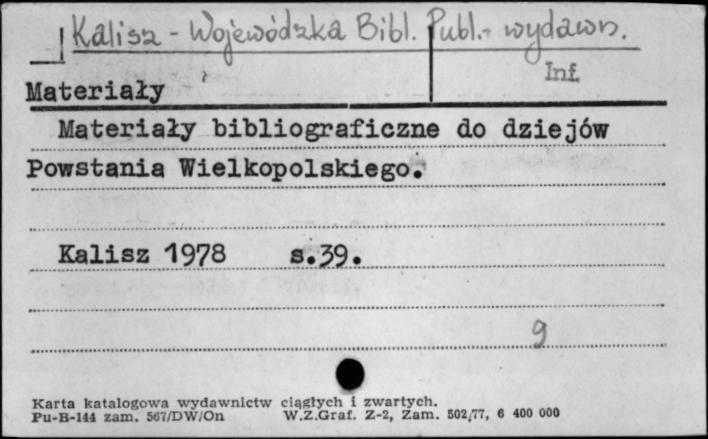 Kalisz - Wojewódzka Bibl. Publ. - wydawn.
Inf.
Materiały
Materiały bibliograficzne do dziejów
Powstania Wielkopolskiego.
Kalisz 1978 s.39.
g
Karta katalogowa wydawnictw ciągłych i zwartych.
Pu-B-144 zam. 567/DW/On W.Z.Graf. Z-2, Zam. 502/77, 6 400 000